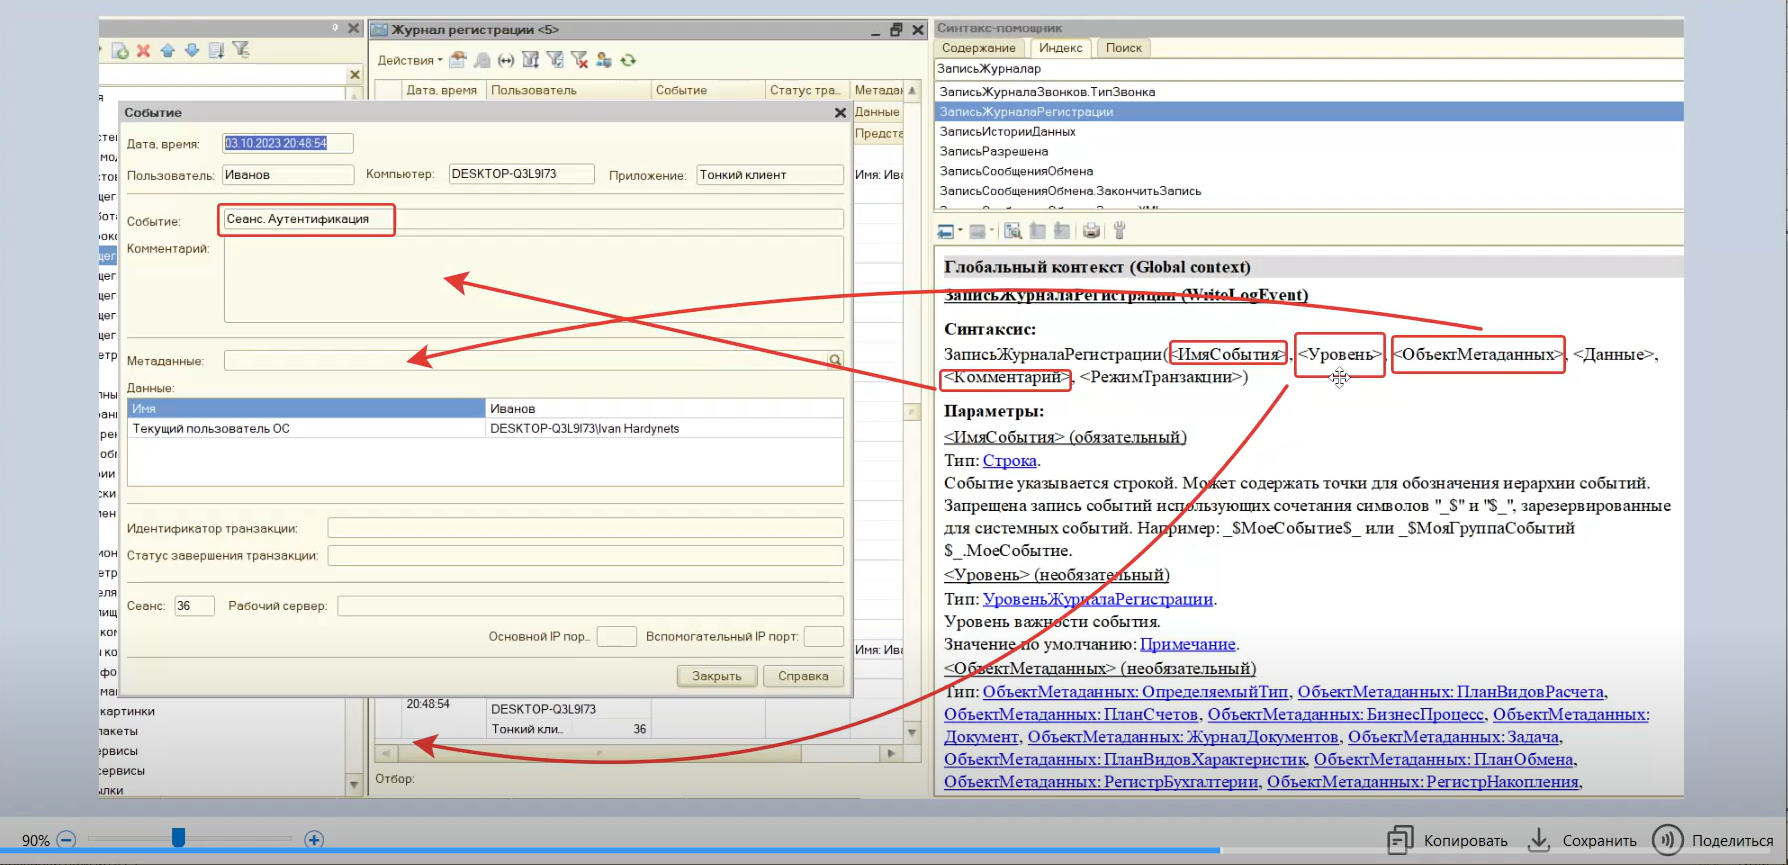 Журнал регистрации <5>
Действия
Дата, время Пользователь Событие Статус тра... Метадан
Данные
Предста
Событие
Дата, время: 03.10.2023 20:48:54
Пользователь: Иванов Компьютер: DESKTOP-Q3L9I73 Приложение: Тонкий клиент
Имя: Ива
Событие: Сеанс. Аутентификация
Комментарий:
Метаданные:
Данные:
Имя Иванов
Текущий пользователь ОС DESKTOP-Q3L9I73\Ivan Hardynets
Идентификатор транзакции:
Статус завершения транзакции:
Сеанс: 36 Рабочий сервер:
Основной IP пор... Вспомогательный IP порт:
Имя: Ива
Закрыть Справка
20:48:54 DESKTOP-Q3L9I73
Тонкий кли... 36
Отбор:
картинки
пакеты
ервисы
сервисы
ылки
Синтакс-помощник
Содержание Индекс Поиск
ЗаписьЖурналар
ЗаписьЖурналаЗвонков.ТипЗвонка
ЗаписьЖурналаРегистрации
ЗаписьИсторииДанных
ЗаписьРазрешена
ЗаписьСообщенияОбмена
ЗаписьСообщенияОбмена.ЗакончитьЗапись
Глобальный контекст (Global context)
ЗаписьЖурналаРегистрации (WriteLogEvent)
Синтаксис:
ЗаписьЖурналаРегистрации(<ИмяСобытия>, <Уровень>, <ОбъектМетаданных>, <Данные>,
<Комментарий>, <РежимТранзакции>)
Параметры:
<ИмяСобытия> (обязательный)
Тип: Строка.
Событие указывается строкой. Может содержать точки для обозначения иерархии событий.
Запрещена запись событий использующих сочетания символов "_$" и "$_", зарезервированные
для системных событий. Например: _$МоеСобытие$_ или _$МояГруппаСобытий
$_.МоеСобытие.
<Уровень> (необязательный)
Тип: УровеньЖурналаРегистрации.
Уровень важности события.
Значение по умолчанию: Примечание.
<ОбъектМетаданных> (необязательный)
Тип: ОбъектМетаданных: ОпределяемыйТип, ОбъектМетаданных: ПланВидовРасчета,
ОбъектМетаданных: ПланСчетов, ОбъектМетаданных: БизнесПроцесс, ОбъектМетаданных:
Документ, ОбъектМетаданных: ЖурналДокументов, ОбъектМетаданных: Задача,
ОбъектМетаданных: ПланВидовХарактеристик, ОбъектМетаданных: ПланОбмена,
ОбъектМетаданных: РегистрБухгалтерии, ОбъектМетаданных: РегистрНакопления,
90%
Копировать Сохранить Поделиться